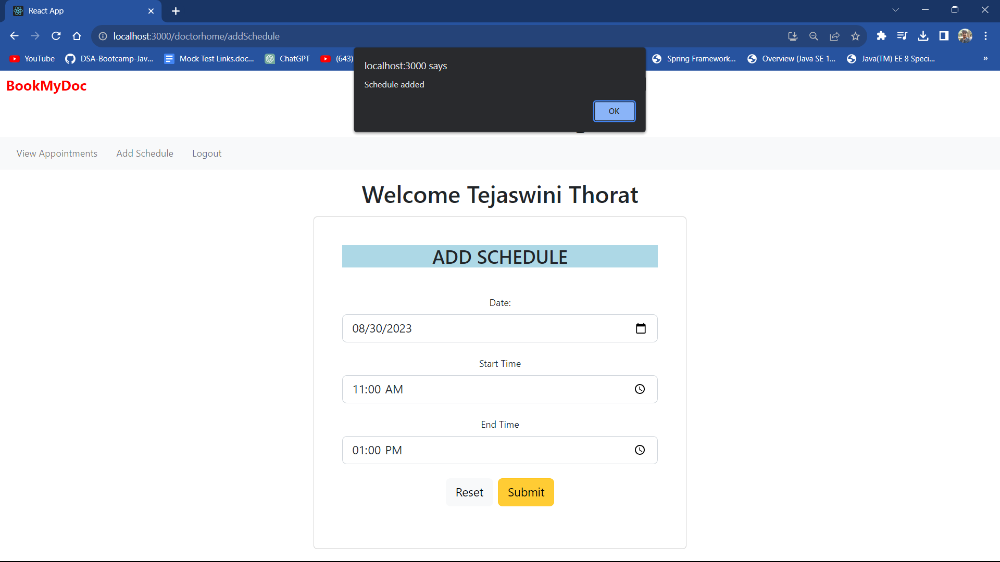 React App
localhost:3000/doctorhome/addSchedule
YouTube
DSA-Bootcamp-Jav...
Mock Test Links.doc...
ChatGPT
(643)
Spring Framework...
Overview (Java SE 1...
Java(TM) EE 8 Speci...
»
localhost:3000 says
Schedule added
OK
BookMyDoc
View Appointments
Add Schedule
Logout
Welcome Tejaswini Thorat
ADD SCHEDULE
Date:
08/30/2023
Start Time
11:00 AM
End Time
01:00 PM
Reset
Submit